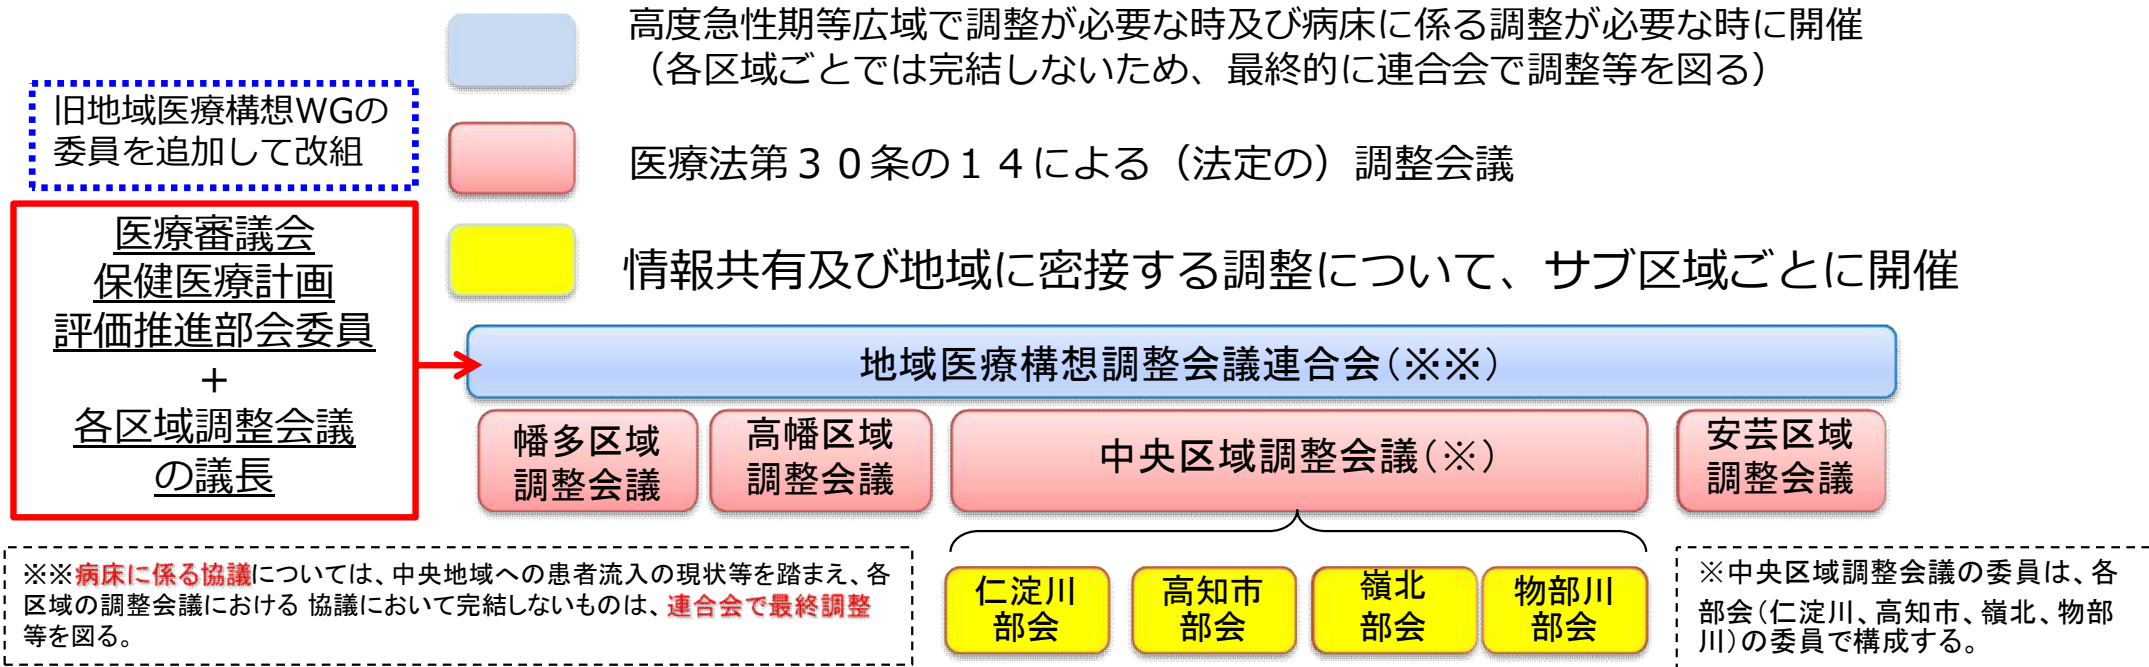 高度急性期等広域で調整が必要な時及び病床に係る調整が必要な時に開催
（各区域ごとでは完結しないため、最終的に連合会で調整等を図る）
旧地域医療構想WGの
委員を追加して改組
医療法第３０条の１４による（法定の）調整会議
医療審議会
保健医療計画
評価推進部会委員
+
各区域調整会議
の議長
情報共有及び地域に密接する調整について、サブ区域ごとに開催
地域医療構想調整会議連合会（※※）
幡多区域
調整会議
高幡区域
調整会議
中央区域調整会議（※）
安芸区域
調整会議
※※病床に係る協議については、中央地域への患者流入の現状等を踏まえ、各
区域の調整会議における 協議において完結しないものは、連合会で最終調整
等を図る。
仁淀川
部会
高知市
部会
嶺北
部会
物部川
部会
※中央区域調整会議の委員は、各
部会（仁淀川、高知市、嶺北、物部
川）の委員で構成する。